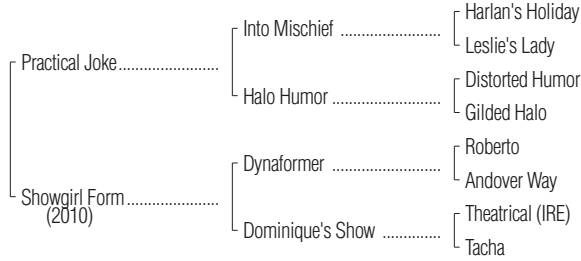 Harlan's Holiday
Into Mischief ......................
Leslie's Lady
Practical Joke ......................
Distorted Humor
Halo Humor ........................
Gilded Halo
Roberto
Dynaformer ........................
Andover Way
Showgirl Form ....................
(2010)
Theatrical (IRE)
Dominique's Show ............
Tacha